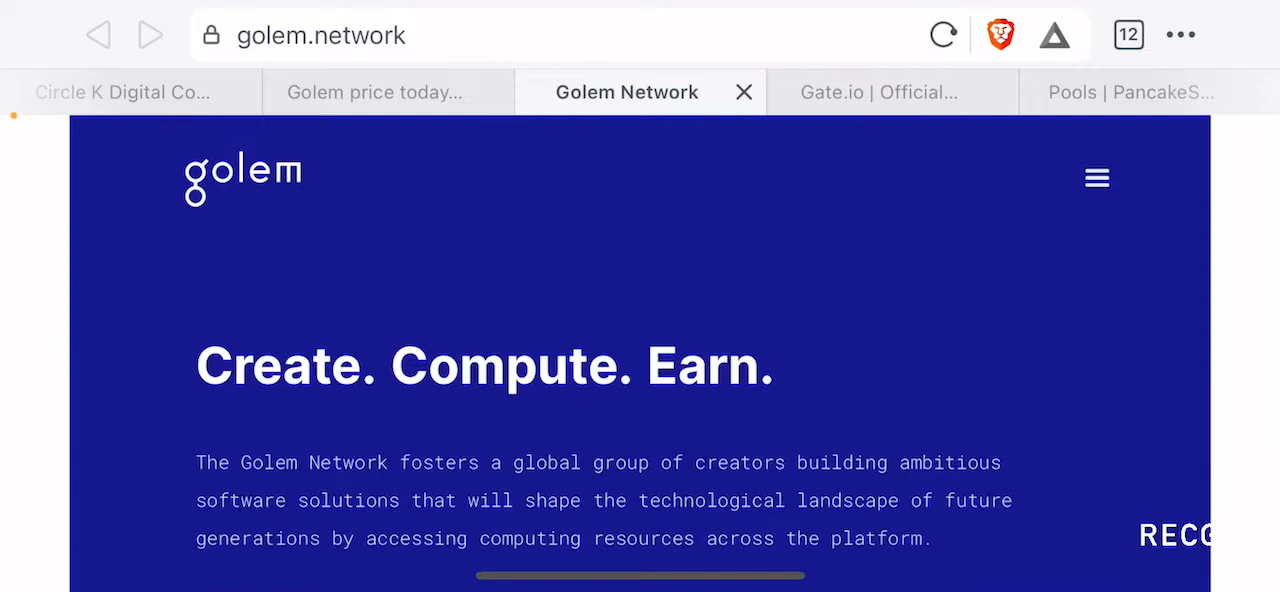 golem.network
12
Circle K Digital Co...
Golem price today...
Golem Network
Gate.io | Official...
Pools | PancakeS...
golem
Create. Compute. Earn.
The Golem Network fosters a global group of creators building ambitious
software solutions that will shape the technological landscape of future
generations by accessing computing resources across the platform.